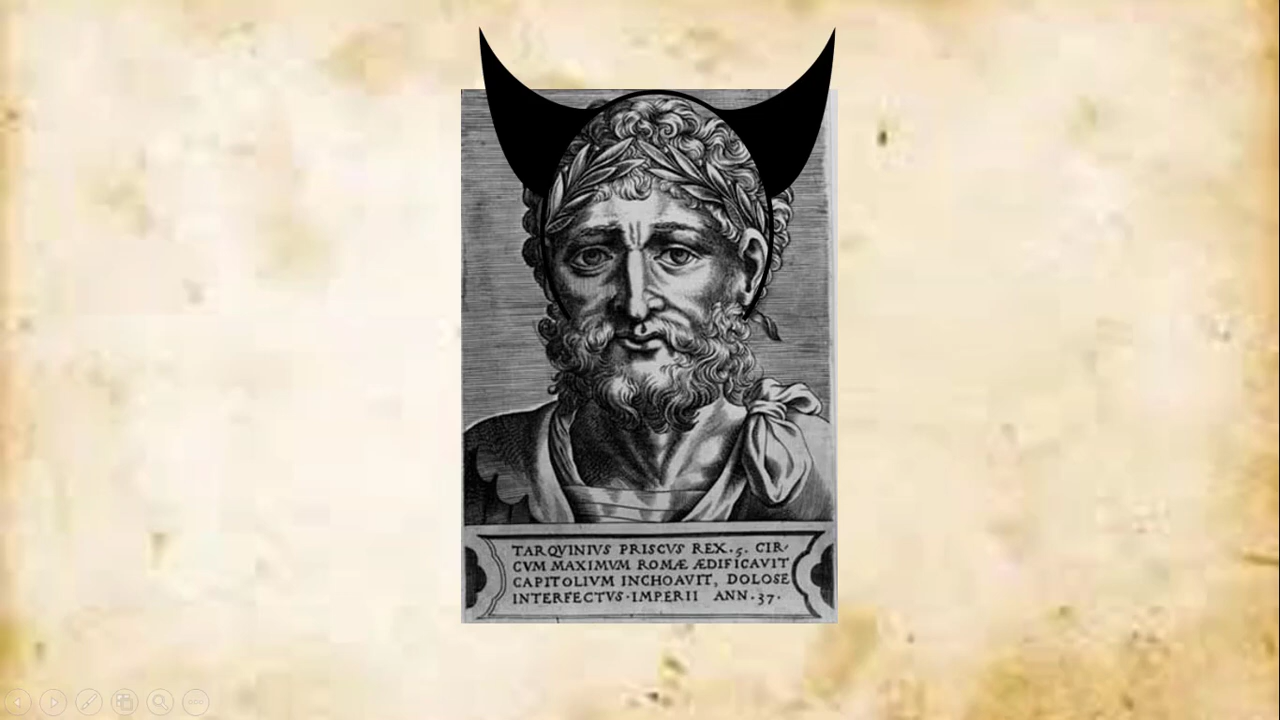 TARQVINIVS PRISCVS REX.5. CIR-
CVM MAXIMVM ROMÆ ÆDIFICAVIT
CAPITOLIVM INCHOAVIT, DOLOSE
INTERFECTVS·IMPERII ANN·37·